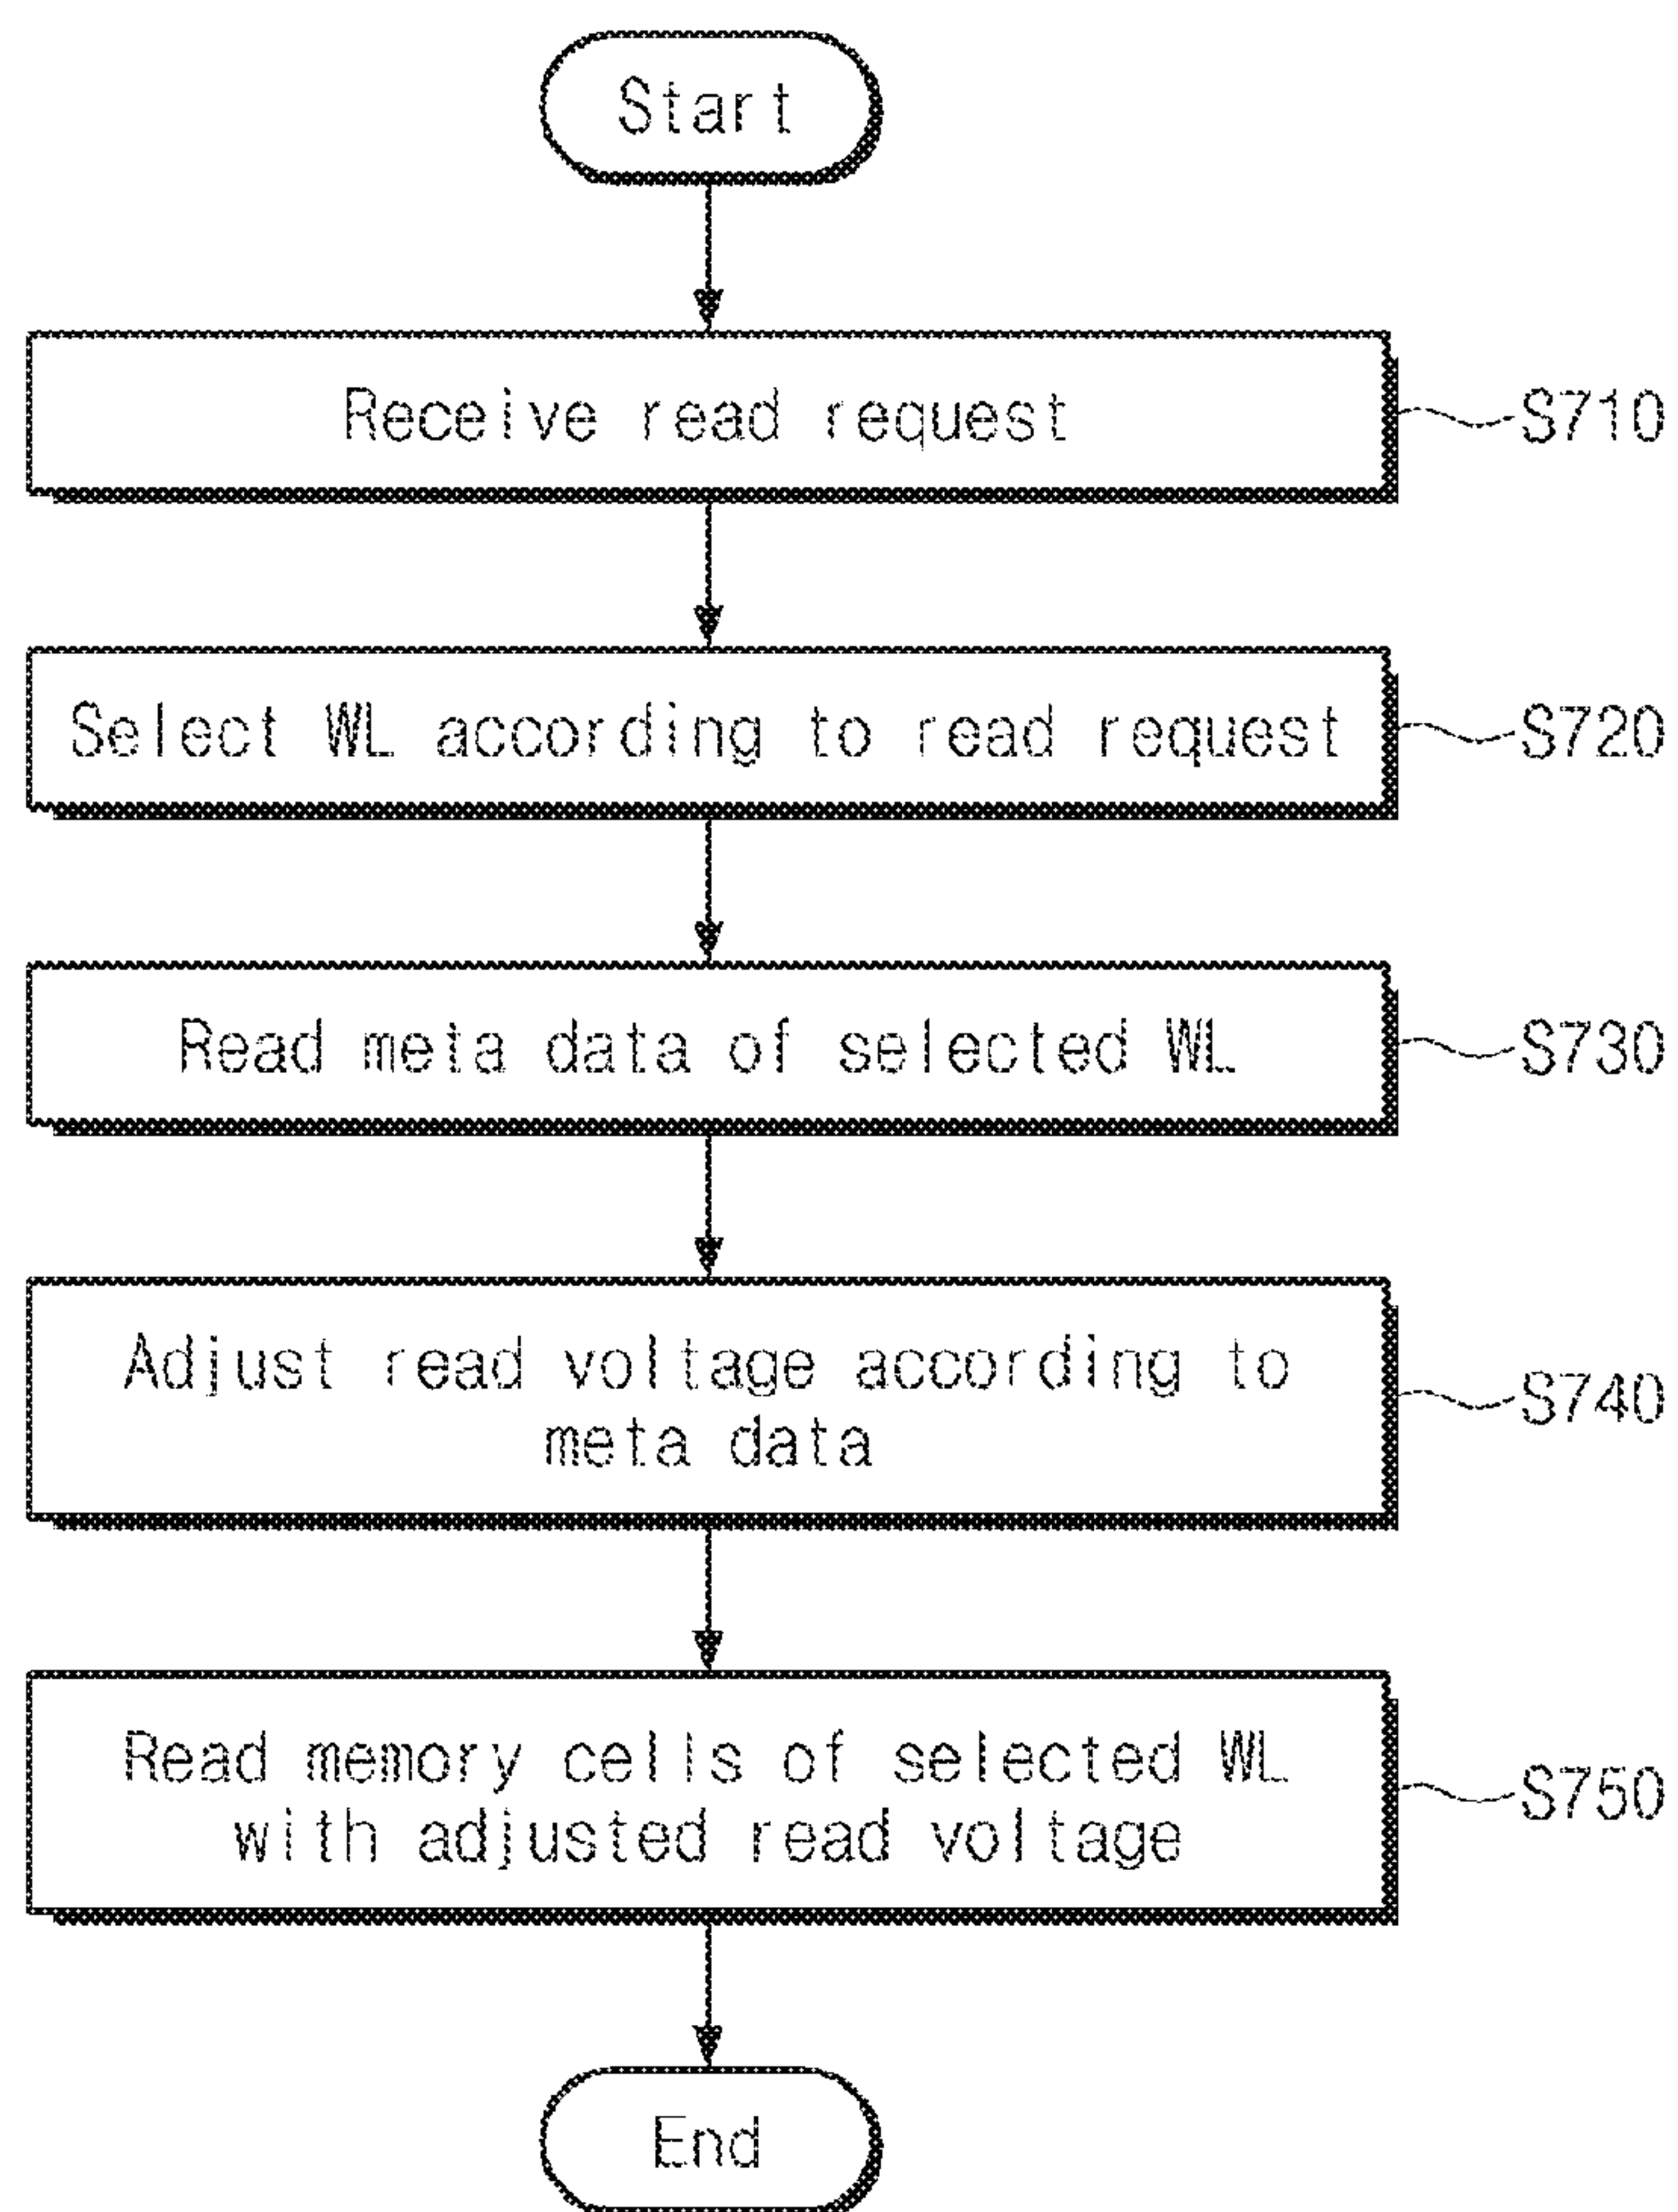 Start
Receive read request
S710
Select WL according to read request
S720
Read meta data of selected WL
S730
Adjust read voltage according to
meta data
S740
Read memory cells of selected WL
with adjusted read voltage
S750
End